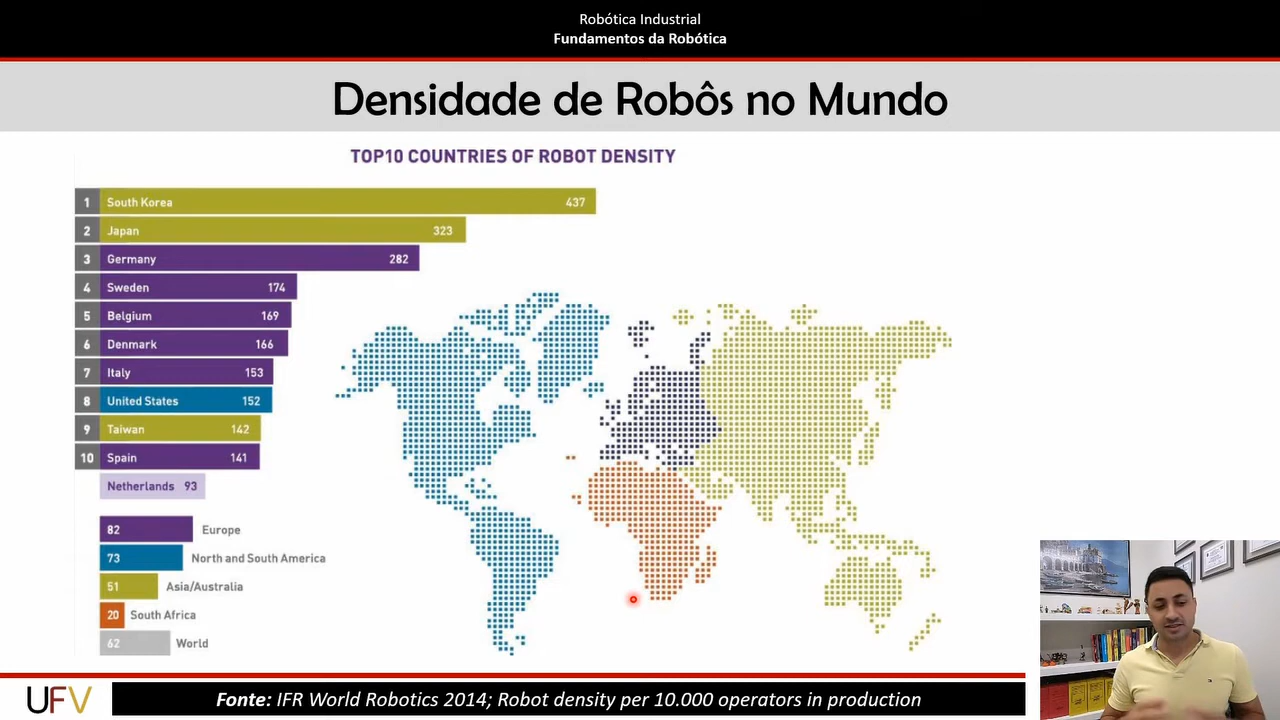 Robótica Industrial
Fundamentos da Robótica
Densidade de Robôs no Mundo
TOP10 COUNTRIES OF ROBOT DENSITY
1 South Korea 437
2 Japan 323
3 Germany 282
4 Sweden 174
5 Belgium 169
6 Denmark 166
7 Italy 153
8 United States 152
9 Taiwan 142
10 Spain 141
Netherlands 93
82 Europe
73 North and South America
51 Asia/Australia
20 South Africa
62 World
UFV
Fonte: IFR World Robotics 2014; Robot density per 10.000 operators in production